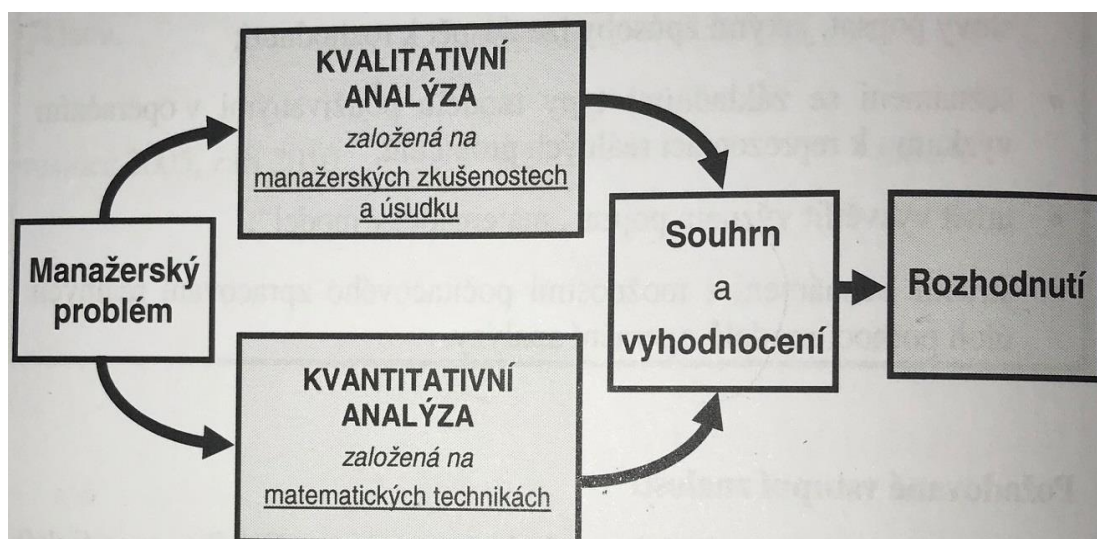 Manažerský
problém
KVALITATIVNÍ
ANALÝZA
založená na
manažerských zkušenostech
a úsudku
KVANTITATIVNÍ
ANALÝZA
založená na
matematických technikách
Souhrn
a
vyhodnocení
Rozhodnutí